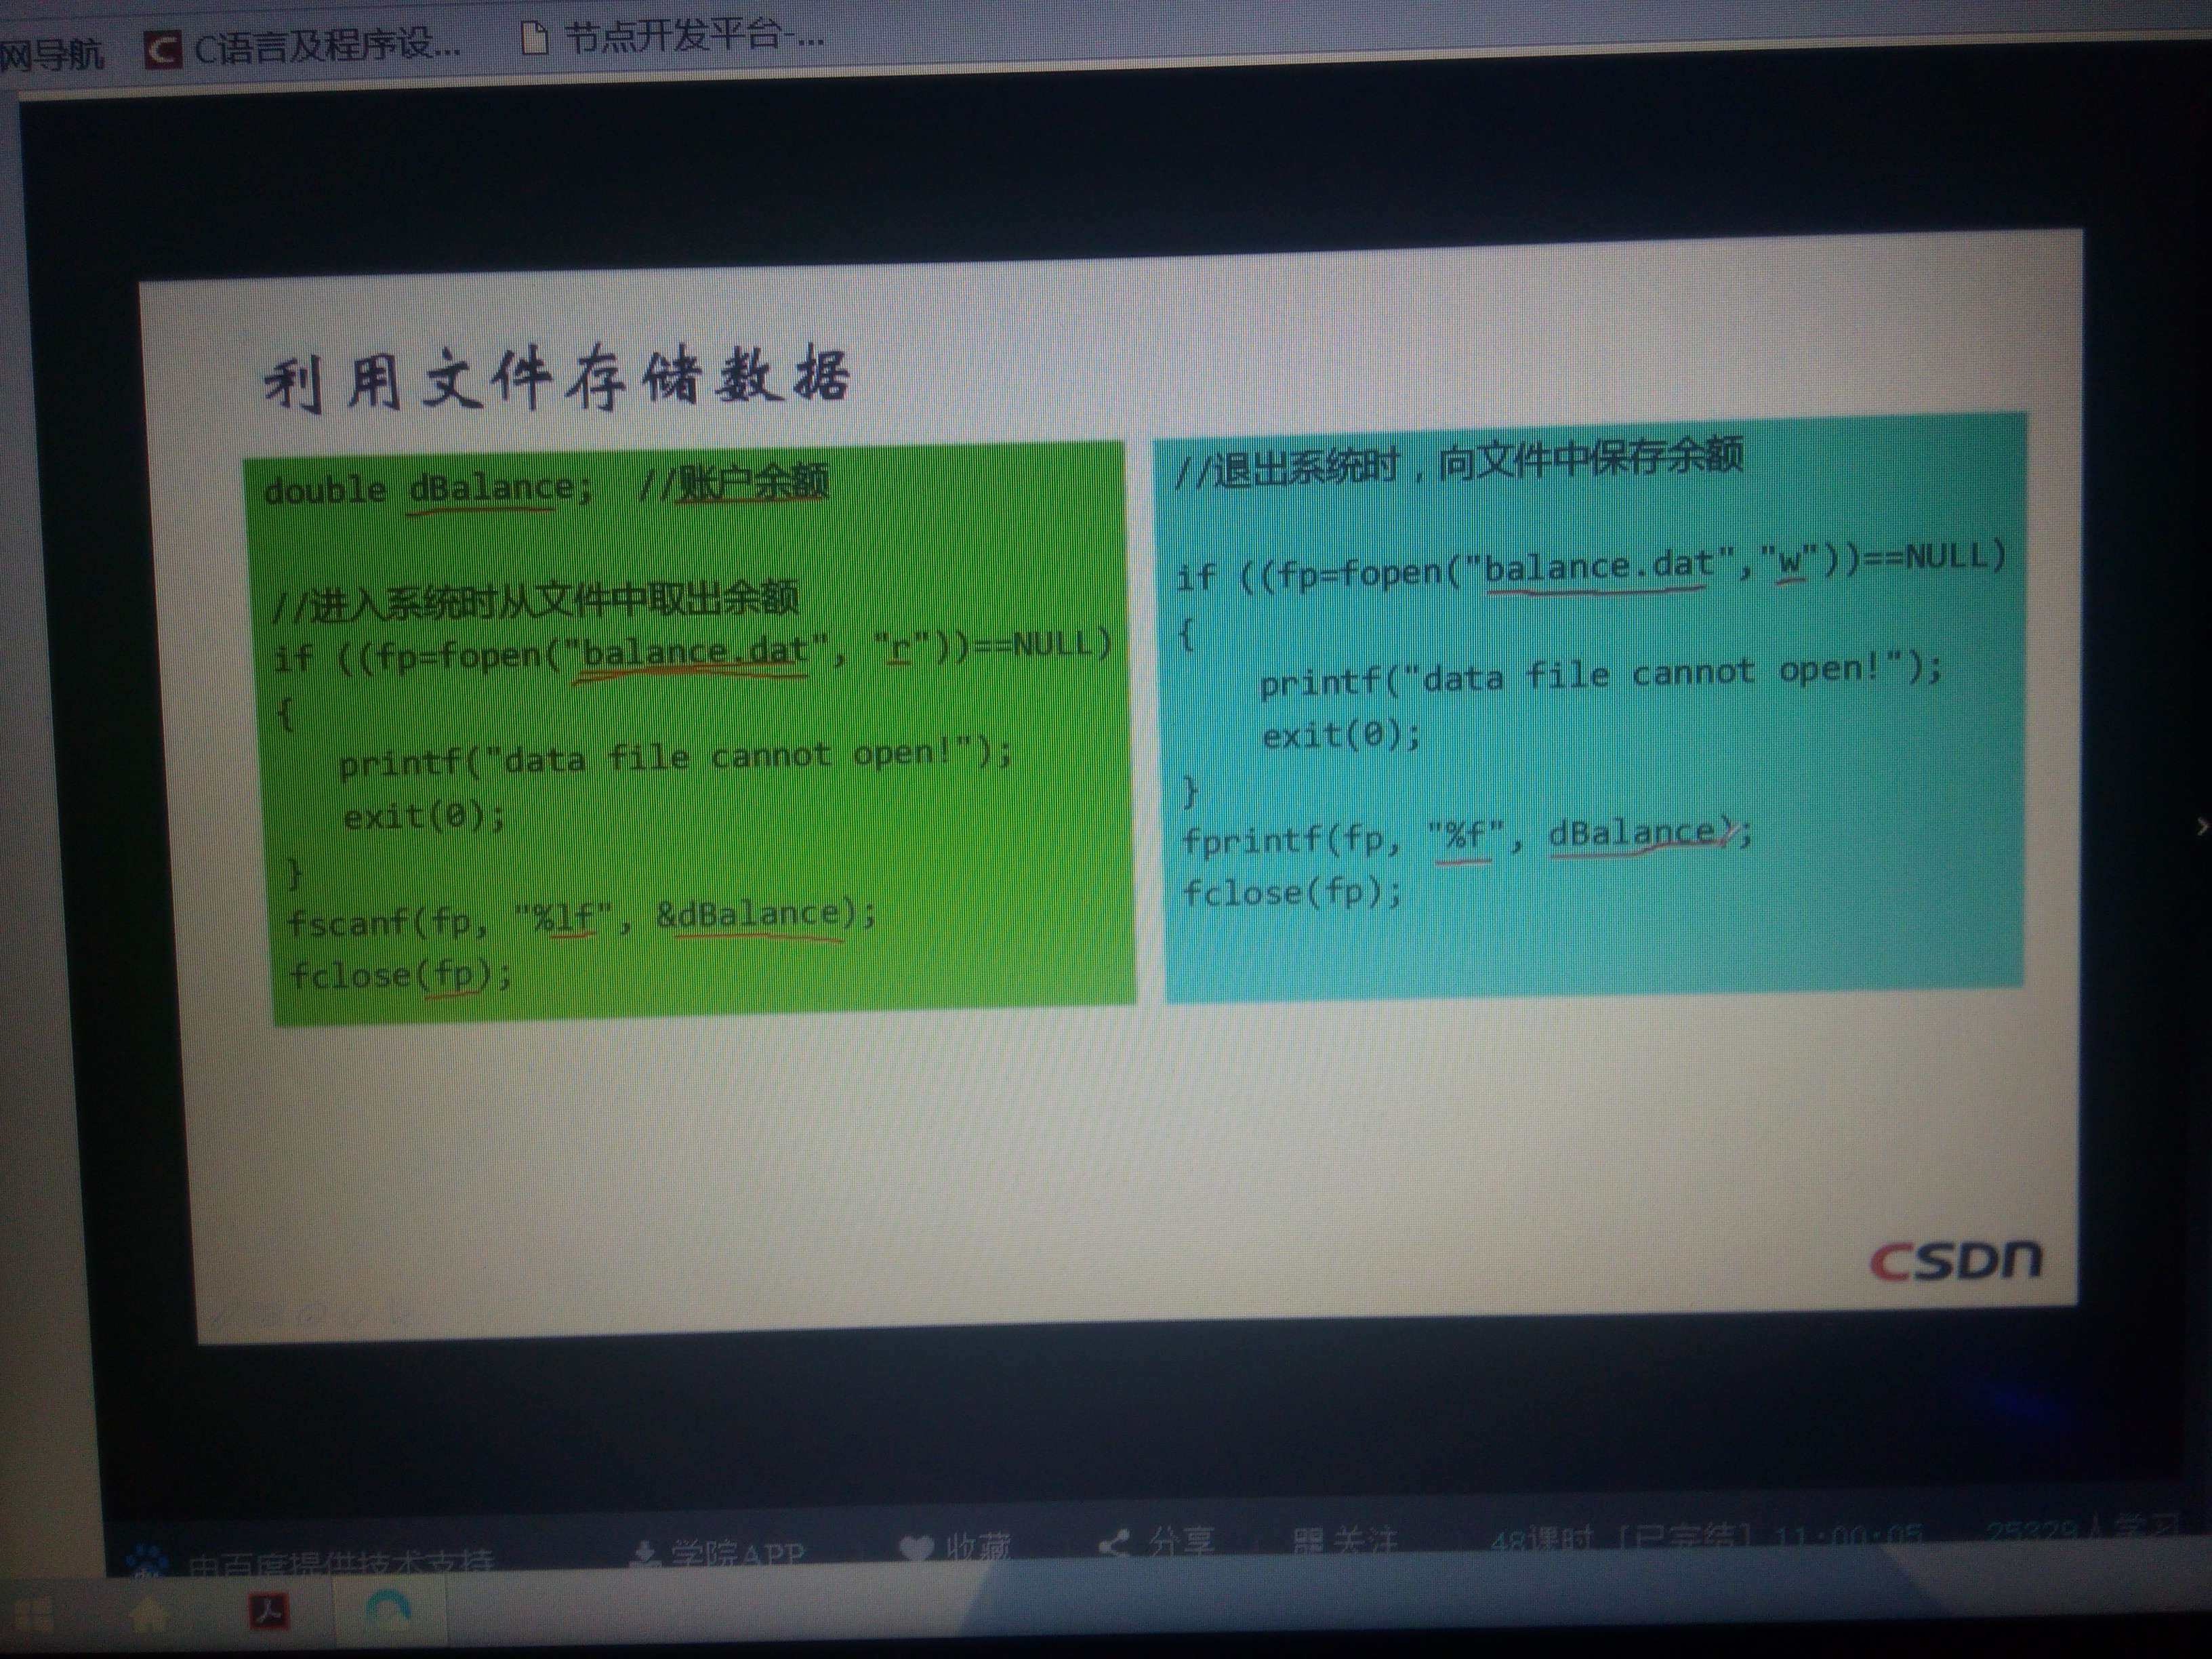 网导航
C语言及程序设...
节点开发平台-...
利用文件存储数据
double dBalance; //账户余额
//进入系统时从文件中取出余额
if ((fp=fopen("balance.dat", "r"))==NULL)
{
printf("data file cannot open!");
exit(0);
}
fscanf(fp, "%lf", &dBalance);
fclose(fp);
//退出系统时，向文件中保存余额
if ((fp=fopen("balance.dat","w"))==NULL)
{
printf("data file cannot open!");
exit(0);
}
fprintf(fp, "%f", dBalance);
fclose(fp);
CSDN
由百度提供技术支持
学院APP
收藏
分享
关注
48课时 [已完结] 11:00:05
25329人学习